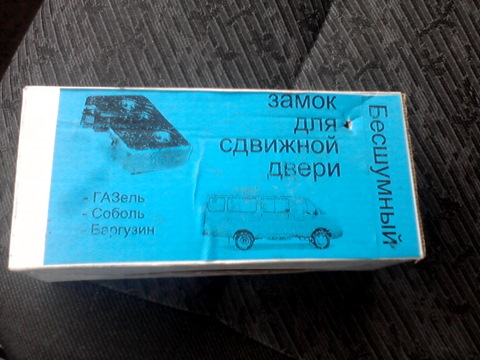 Бесшумный
замок
для
сдвижной
двери
- ГАЗель
- Соболь
- Баргузин